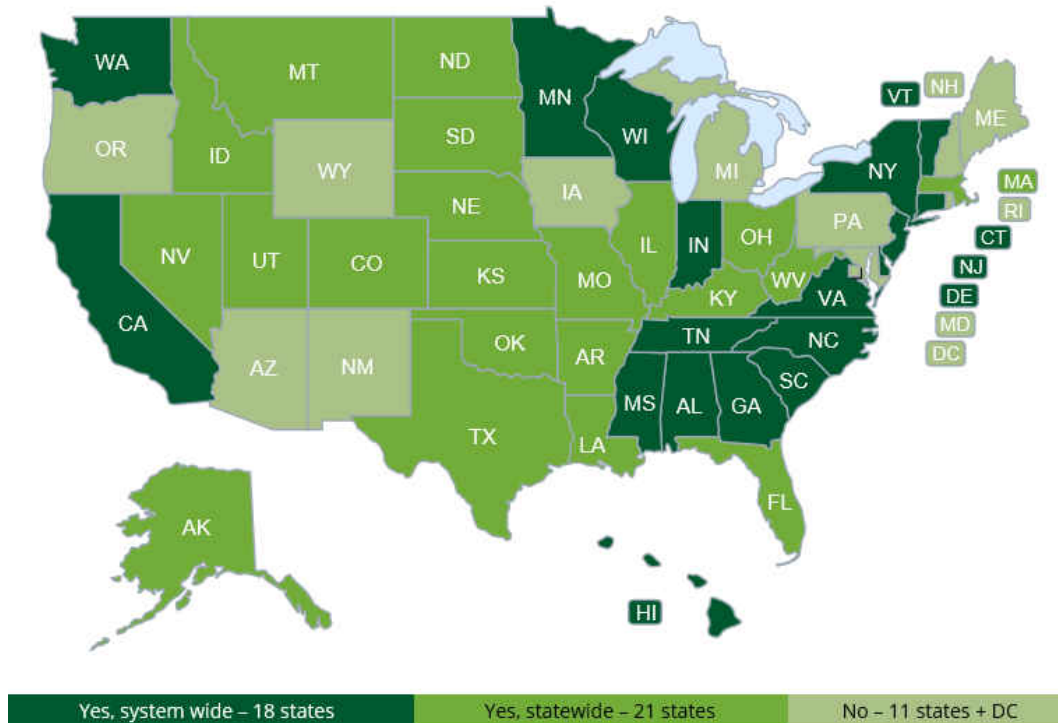 WA
MT
ND
MN
VT
NH
ME
OR
ID
SD
WI
WY
MI
NY
MA
RI
NE
IA
PA
CT
NV
UT
CO
IL
IN
OH
NJ
KS
MO
WV
VA
DE
CA
KY
MD
TN
NC
DC
AZ
NM
OK
AR
SC
MS
AL
GA
TX
LA
FL
AK
HI
Yes, system wide – 18 states
Yes, statewide – 21 states
No – 11 states + DC